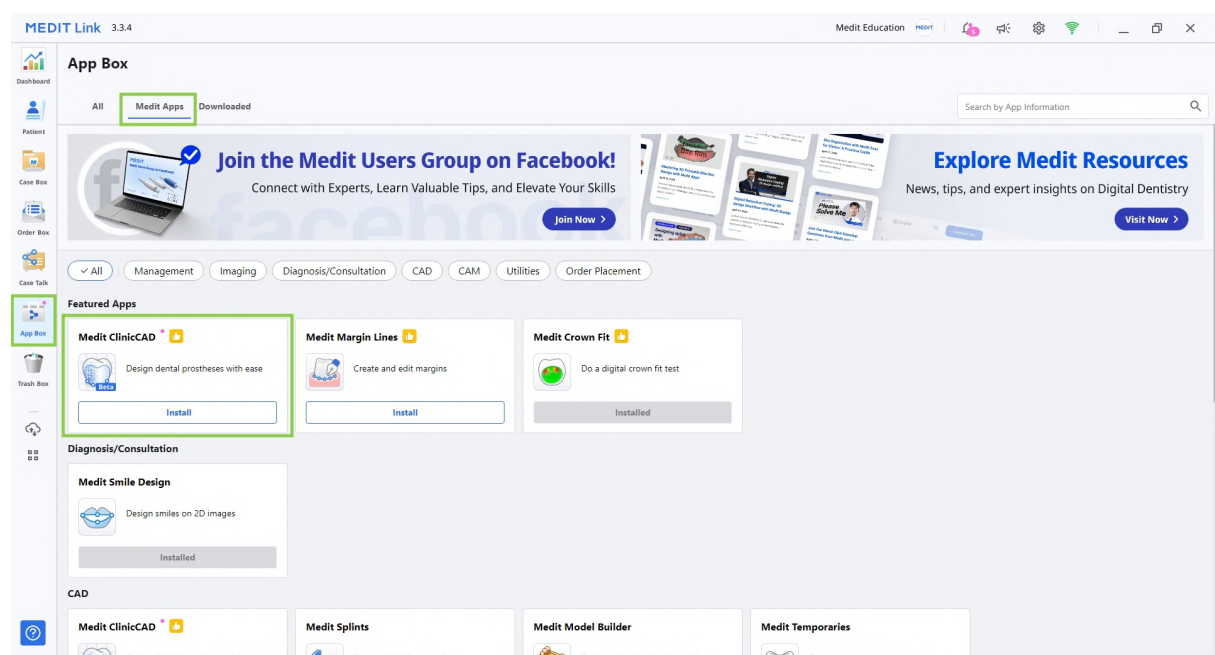 MEDIT Link 3.3.4
Medit Education MEDIT 5
Dashboard
Patient
Case Box
Order Box
Case Talk
App Box
Trash Box
App Box
All Medit Apps Downloaded
Search by App Information
Join the Medit Users Group on Facebook!
Connect with Experts, Learn Valuable Tips, and Elevate Your Skills
Join Now >
Explore Medit Resources
News, tips, and expert insights on Digital Dentistry
Visit Now >
All Management Imaging Diagnosis/Consultation CAD CAM Utilities Order Placement
Featured Apps
Medit ClinicCAD
Design dental prostheses with ease
Beta
Install
Medit Margin Lines
Create and edit margins
Install
Medit Crown Fit
Do a digital crown fit test
Installed
Diagnosis/Consultation
Medit Smile Design
Design smiles on 2D images
Installed
CAD
Medit ClinicCAD
Medit Splints
Medit Model Builder
Medit Temporaries